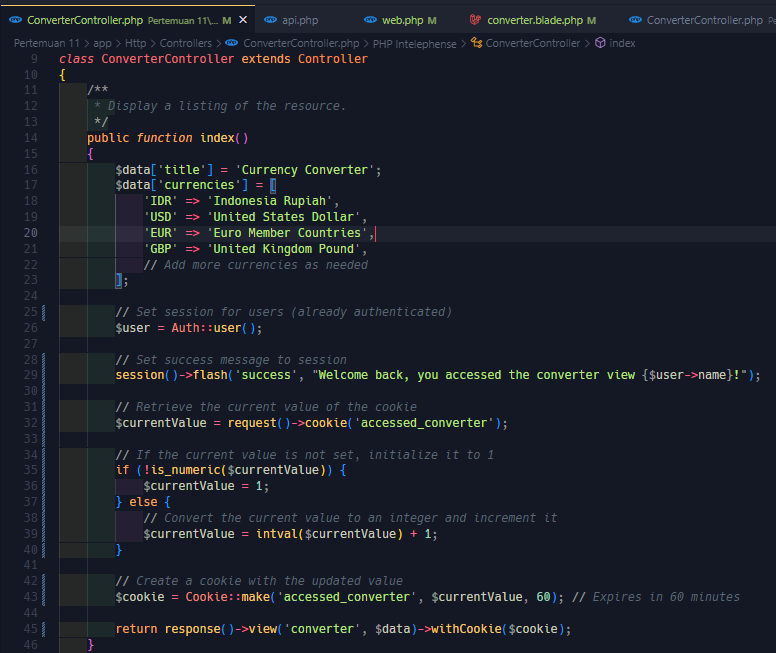 ConverterController.php Pertemuan 11\... M ×
api.php
web.php M
converter.blade.php M
ConverterController.php Pe
Pertemuan 11 > app > Http > Controllers > ConverterController.php > PHP Intelephense > ConverterController > index
9 class ConverterController extends Controller
10 {
11     /**
12      * Display a listing of the resource.
13      */
14     public function index()
15     {
16         $data['title'] = 'Currency Converter';
17         $data['currencies'] = [
18             'IDR' => 'Indonesia Rupiah',
19             'USD' => 'United States Dollar',
20             'EUR' => 'Euro Member Countries',
21             'GBP' => 'United Kingdom Pound',
22             // Add more currencies as needed
23         ];
24
25         // Set session for users (already authenticated)
26         $user = Auth::user();
27
28         // Set success message to session
29         session()->flash('success', "Welcome back, you accessed the converter view {$user->name}!");
30
31         // Retrieve the current value of the cookie
32         $currentValue = request()->cookie('accessed_converter');
33
34         // If the current value is not set, initialize it to 1
35         if (!is_numeric($currentValue)) {
36             $currentValue = 1;
37         } else {
38             // Convert the current value to an integer and increment it
39             $currentValue = intval($currentValue) + 1;
40         }
41
42         // Create a cookie with the updated value
43         $cookie = Cookie::make('accessed_converter', $currentValue, 60); // Expires in 60 minutes
44
45         return response()->view('converter', $data)->withCookie($cookie);
46     }